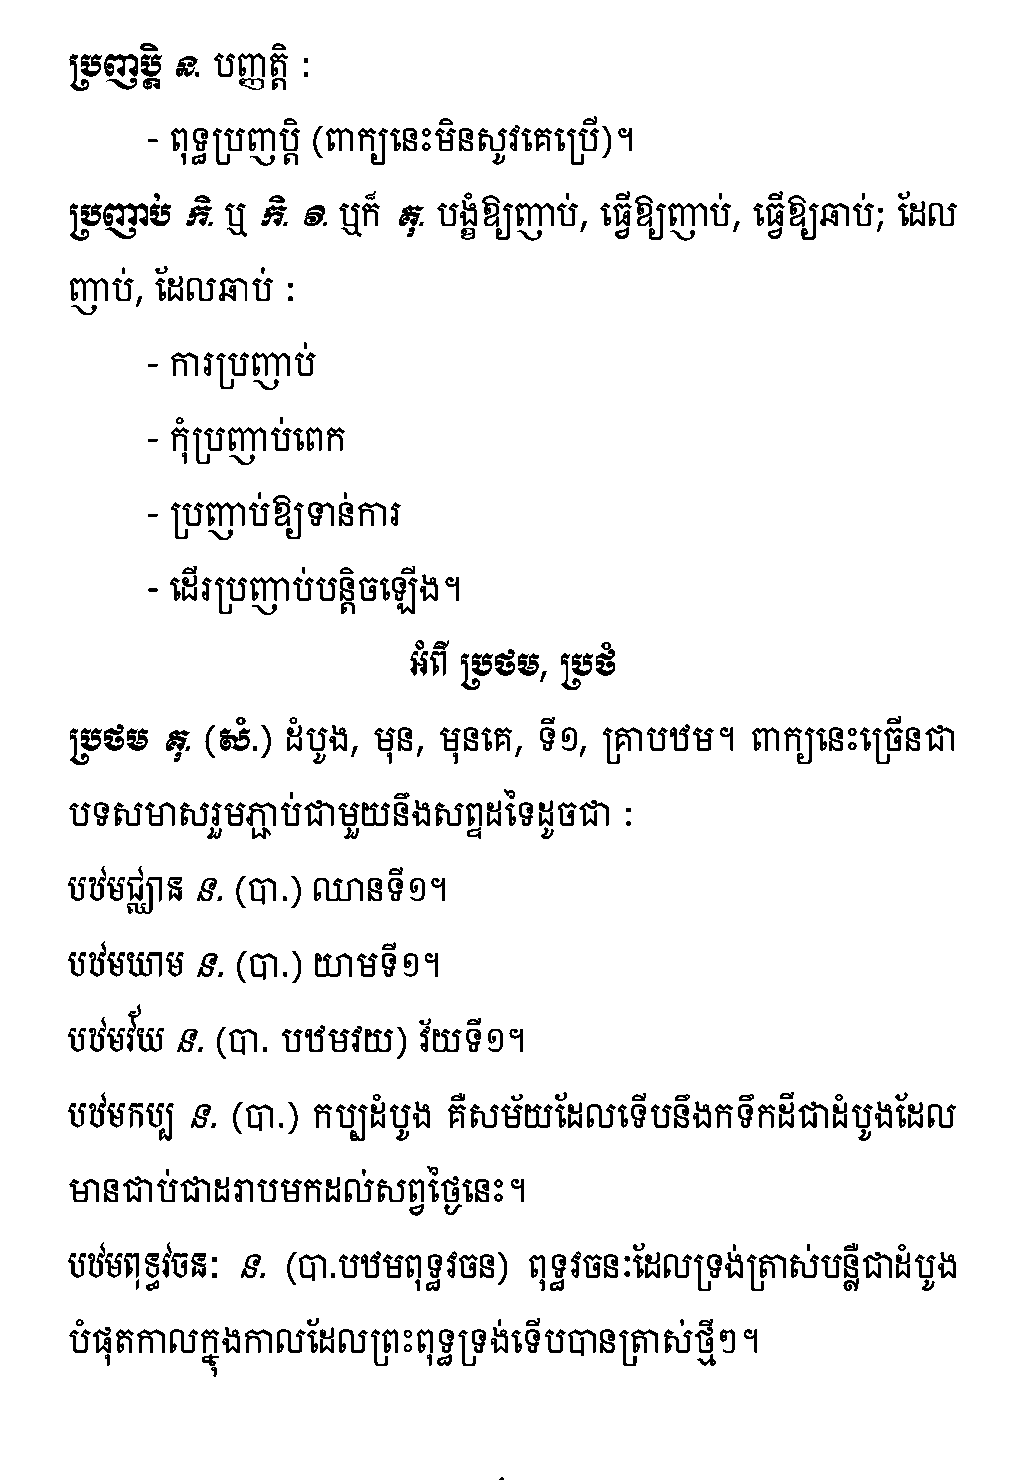 ប្រញប្តិ ន. បញ្ញត្តិ :
- ពុទ្ធប្រញប្តិ (ពាក្យនេះមិនសូវគេប្រើ)។
ប្រញាប់ កិ. ឬ កិ. វិ. ឬក៏ គុ. បង្ខំឱ្យញាប់, ធ្វើឱ្យញាប់, ធ្វើឱ្យឆាប់; ដែល
ញាប់, ដែលឆាប់ :
- ការប្រញាប់
- កុំប្រញាប់ពេក
- ប្រញាប់ឱ្យទាន់ការ
- ដើរប្រញាប់បន្តិចឡើង។
អំពី ប្រថម, ប្រថំ
ប្រថម គុ. (សំ.) ដំបូង, មុន, មុនគេ, ទី១, គ្រាបឋម។ ពាក្យនេះច្រើនជា
បទសមាសរួមភ្ជាប់ជាមួយនឹងសព្ទដទៃដូចជា :
បឋមជ្ឈាន ន. (បា.) ឈានទី១។
បឋមយាម ន. (បា.) យាមទី១។
បឋមវ័យ ន. (បា. បឋមវយ) វ័យទី១។
បឋមកប្ប ន. (បា.) កប្បដំបូង គឺសម័យដែលទើបនឹងកទឹកដីជាដំបូងដែល
មានជាប់ជាដរាបមកដល់សព្វថ្ងៃនេះ។
បឋមពុទ្ធវចនៈ ន. (បា.បឋមពុទ្ធវចន) ពុទ្ធវចនៈដែលទ្រង់ត្រាស់បន្លឺជាដំបូង
បំផុតកាលក្នុងកាលដែលព្រះពុទ្ធទ្រង់ទើបបានត្រាស់ថ្មីៗ។